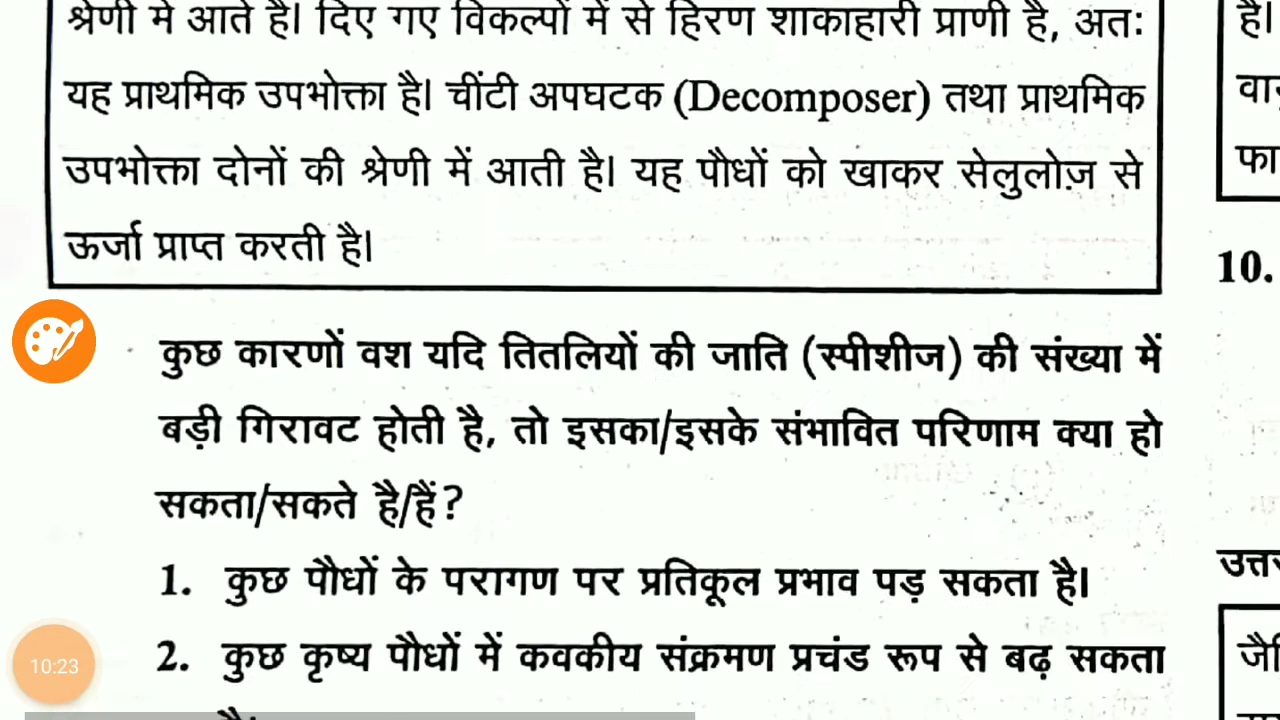 श्रेणी में आते हैं। दिए गए विकल्पों में से हिरण शाकाहारी प्राणी है, अतः
यह प्राथमिक उपभोक्ता है। चींटी अपघटक (Decomposer) तथा प्राथमिक
उपभोक्ता दोनों की श्रेणी में आती है। यह पौधों को खाकर सेलुलोज़ से
ऊर्जा प्राप्त करती है।
कुछ कारणों वश यदि तितलियों की जाति (स्पीशीज) की संख्या में
बड़ी गिरावट होती है, तो इसका/इसके संभावित परिणाम क्या हो
सकता/सकते है/हैं?
1. कुछ पौधों के परागण पर प्रतिकूल प्रभाव पड़ सकता है।
2. कुछ कृष्य पौधों में कवकीय संक्रमण प्रचंड रूप से बढ़ सकता
है।
10.
10:23